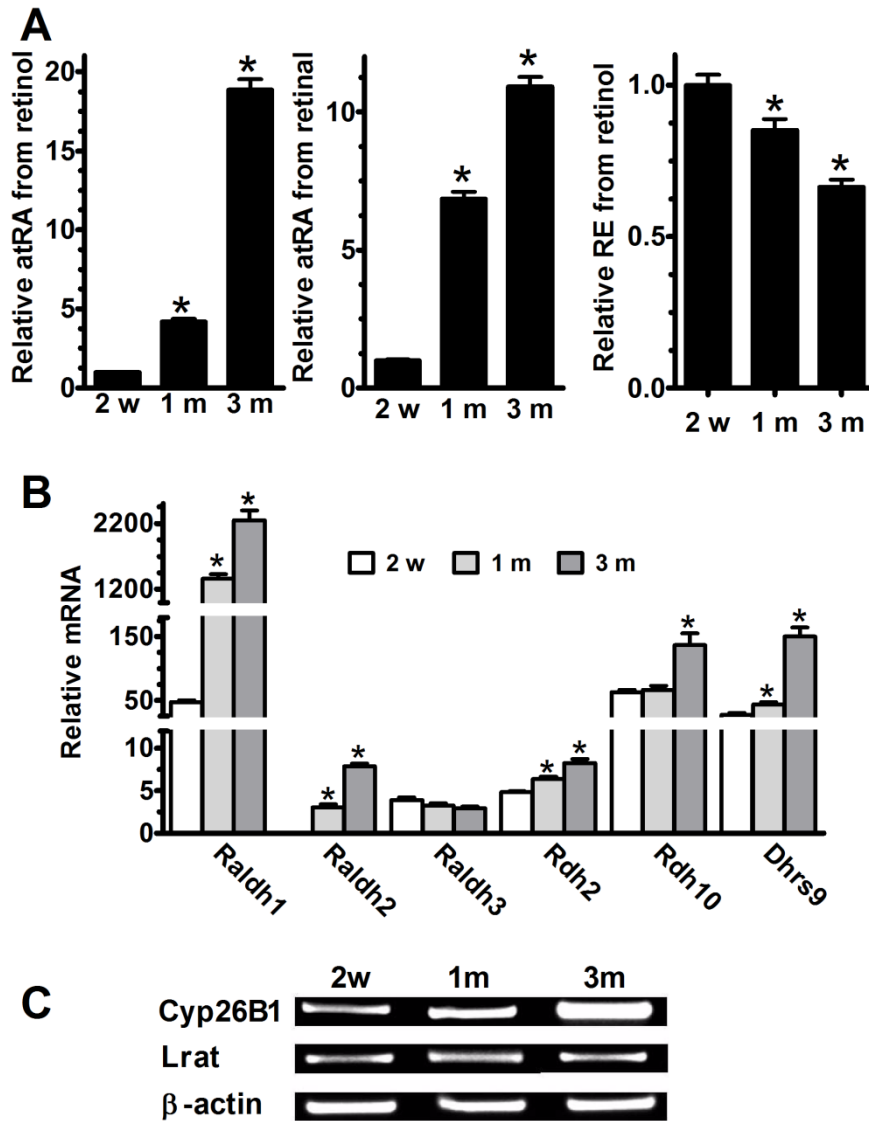 A
Relative atRA from retinol
20
15
10
5
0
*
*
2 w 1 m 3 m
Relative atRA from retinal
10
5
0
*
*
2 w 1 m 3 m
Relative RE from retinol
1.0
0.5
0.0
*
*
2 w 1 m 3 m
B
Relative mRNA
2200
1200
150
50
10
5
0
2 w 1 m 3 m
* *
* *
* *
*
* *
Raldh1 Raldh2 Raldh3 Rdh2 Rdh10 Dhrs9
C
2w 1m 3m
Cyp26B1
Lrat
β-actin